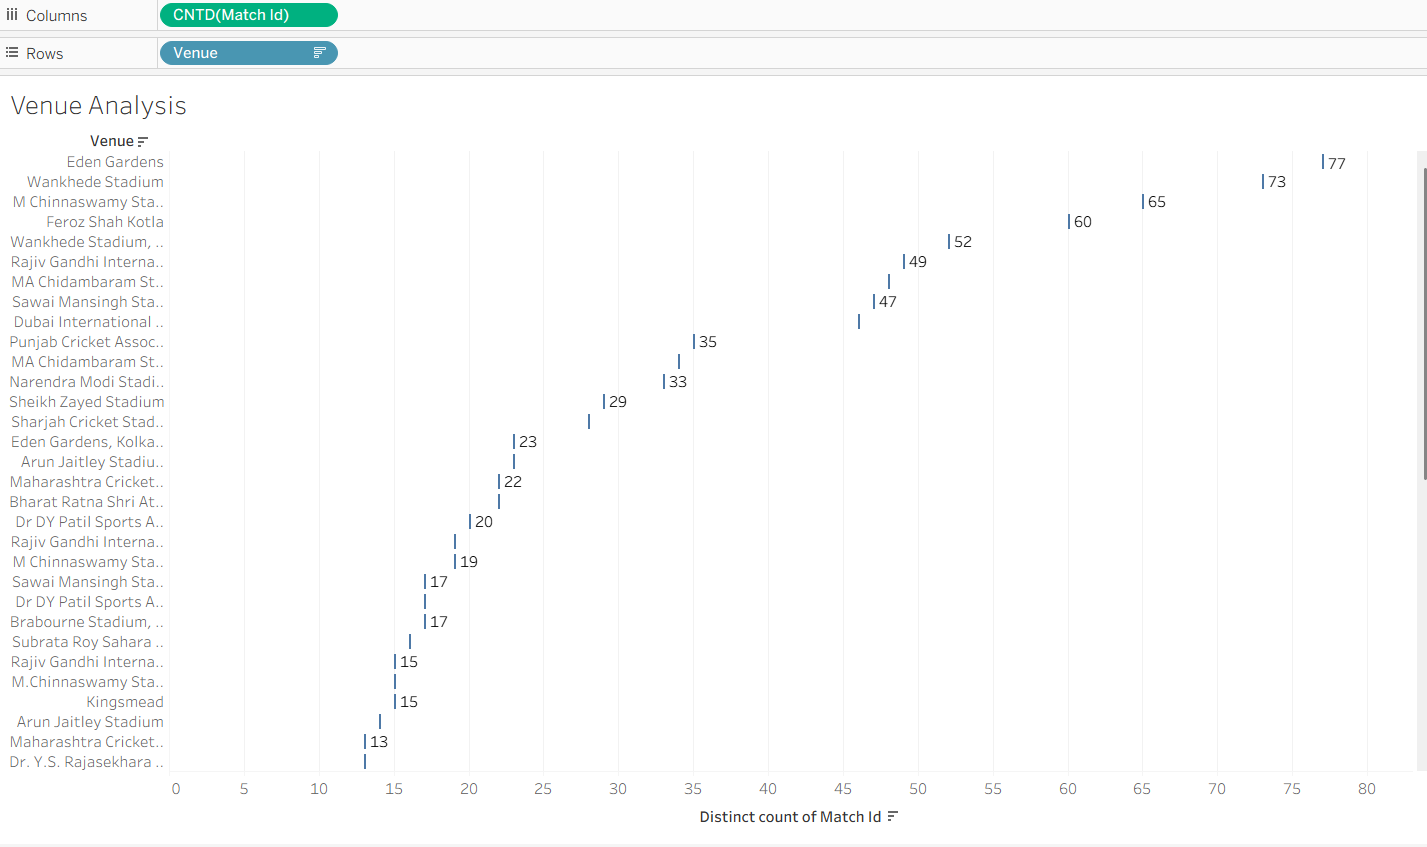 Columns CNTD(Match Id)
Rows Venue
Venue Analysis
Venue
Eden Gardens 77
Wankhede Stadium 73
M Chinnaswamy Sta.. 65
Feroz Shah Kotla 60
Wankhede Stadium, .. 52
Rajiv Gandhi Interna.. 49
MA Chidambaram St..
Sawai Mansingh Sta.. 47
Dubai International ..
Punjab Cricket Assoc.. 35
MA Chidambaram St..
Narendra Modi Stadi.. 33
Sheikh Zayed Stadium 29
Sharjah Cricket Stad..
Eden Gardens, Kolka.. 23
Arun Jaitley Stadiu..
Maharashtra Cricket.. 22
Bharat Ratna Shri At..
Dr DY Patil Sports A.. 20
Rajiv Gandhi Interna..
M Chinnaswamy Sta.. 19
Sawai Mansingh Sta.. 17
Dr DY Patil Sports A..
Brabourne Stadium, .. 17
Subrata Roy Sahara ..
Rajiv Gandhi Interna.. 15
M.Chinnaswamy Sta..
Kingsmead 15
Arun Jaitley Stadium
Maharashtra Cricket.. 13
Dr. Y.S. Rajasekhara ..
0 5 10 15 20 25 30 35 40 45 50 55 60 65 70 75 80
Distinct count of Match Id